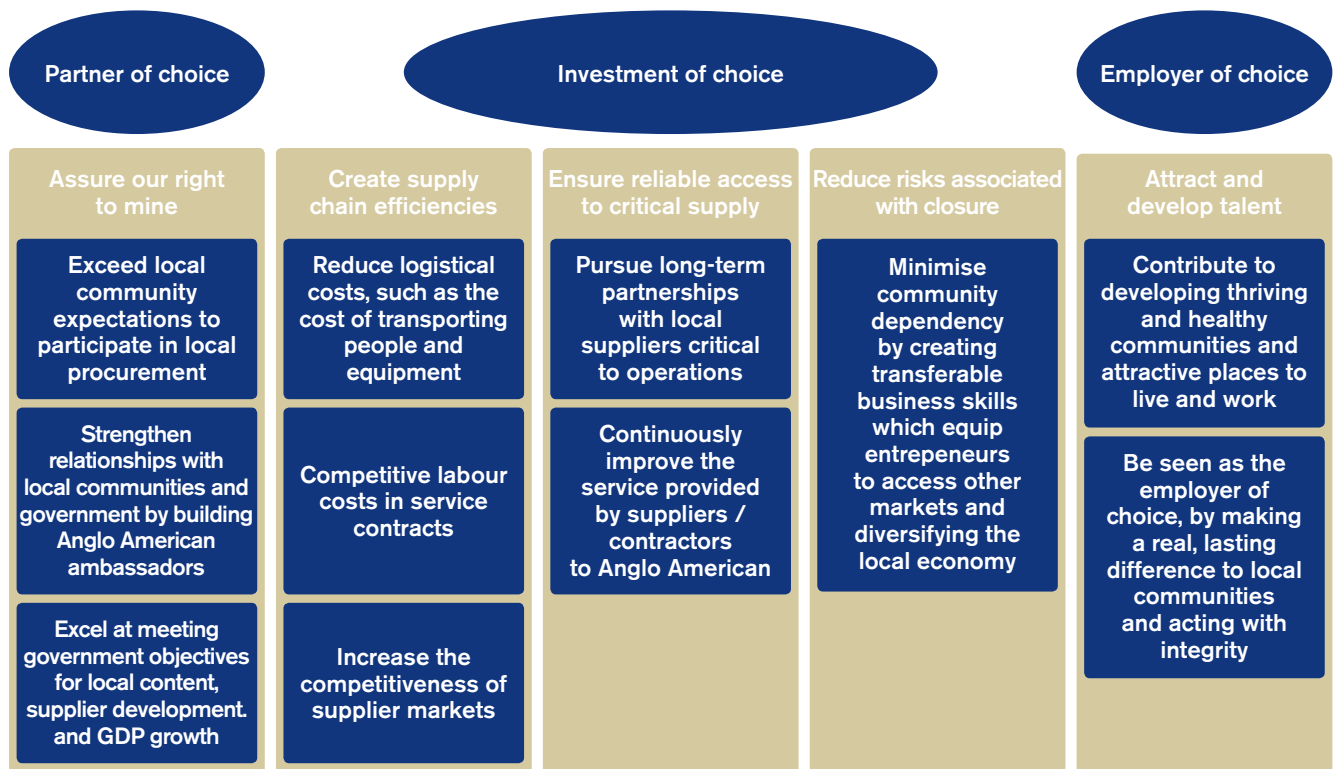 Partner of choice
Investment of choice
Employer of choice
Assure our right
to mine
Exceed local
community
expectations to
participate in local
procurement
Strengthen
relationships with
local communities and
government by building
Anglo American
ambassadors
Excel at meeting
government objectives
for local content,
supplier development.
and GDP growth
Create supply
chain efficiencies
Reduce logistical
costs, such as the
cost of transporting
people and
equipment
Competitive labour
costs in service
contracts
Increase the
competitiveness of
supplier markets
Ensure reliable access
to critical supply
Pursue long-term
partnerships
with local
suppliers critical
to operations
Continuously
improve the
service provided
by suppliers /
contractors
to Anglo American
Reduce risks associated
with closure
Minimise
community
dependency
by creating
transferable
business skills
which equip
entrepeneurs
to access other
markets and
diversifying the
local economy
Attract and
develop talent
Contribute to
developing thriving
and healthy
communities and
attractive places to
live and work
Be seen as the
employer of
choice, by making
a real, lasting
difference to local
communities
and acting with
integrity